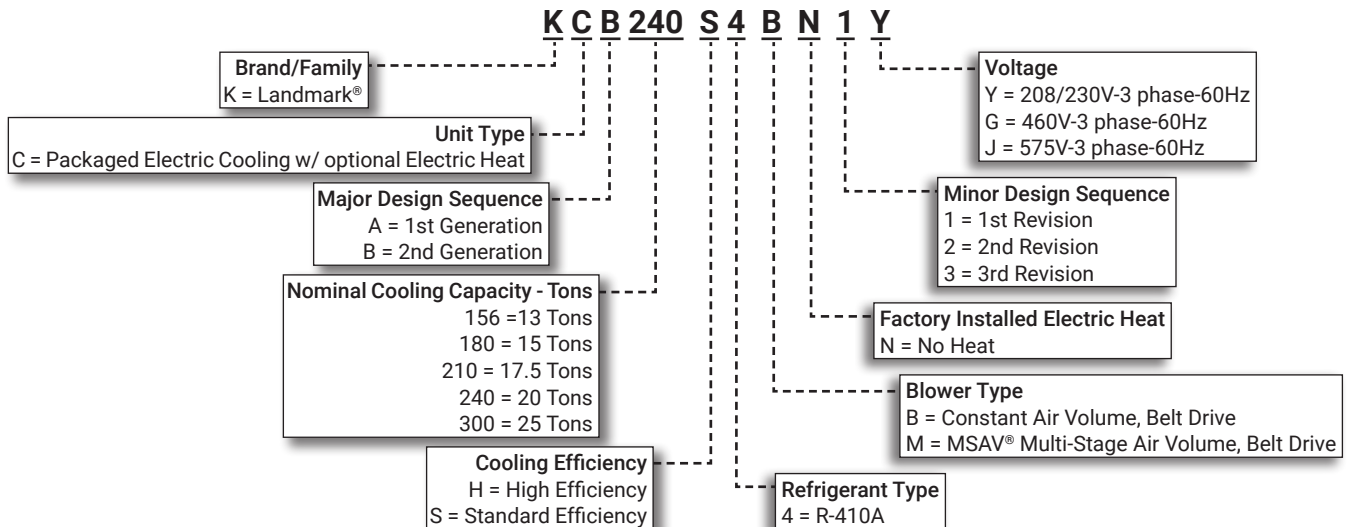 K C B 240 S 4 B N 1 Y
Brand/Family
K = Landmark®
Unit Type
C = Packaged Electric Cooling w/ optional Electric Heat
Major Design Sequence
A = 1st Generation
B = 2nd Generation
Nominal Cooling Capacity - Tons
156 =13 Tons
180 = 15 Tons
210 = 17.5 Tons
240 = 20 Tons
300 = 25 Tons
Cooling Efficiency
H = High Efficiency
S = Standard Efficiency
Voltage
Y = 208/230V-3 phase-60Hz
G = 460V-3 phase-60Hz
J = 575V-3 phase-60Hz
Minor Design Sequence
1 = 1st Revision
2 = 2nd Revision
3 = 3rd Revision
Factory Installed Electric Heat
N = No Heat
Blower Type
B = Constant Air Volume, Belt Drive
M = MSAV® Multi-Stage Air Volume, Belt Drive
Refrigerant Type
4 = R-410A